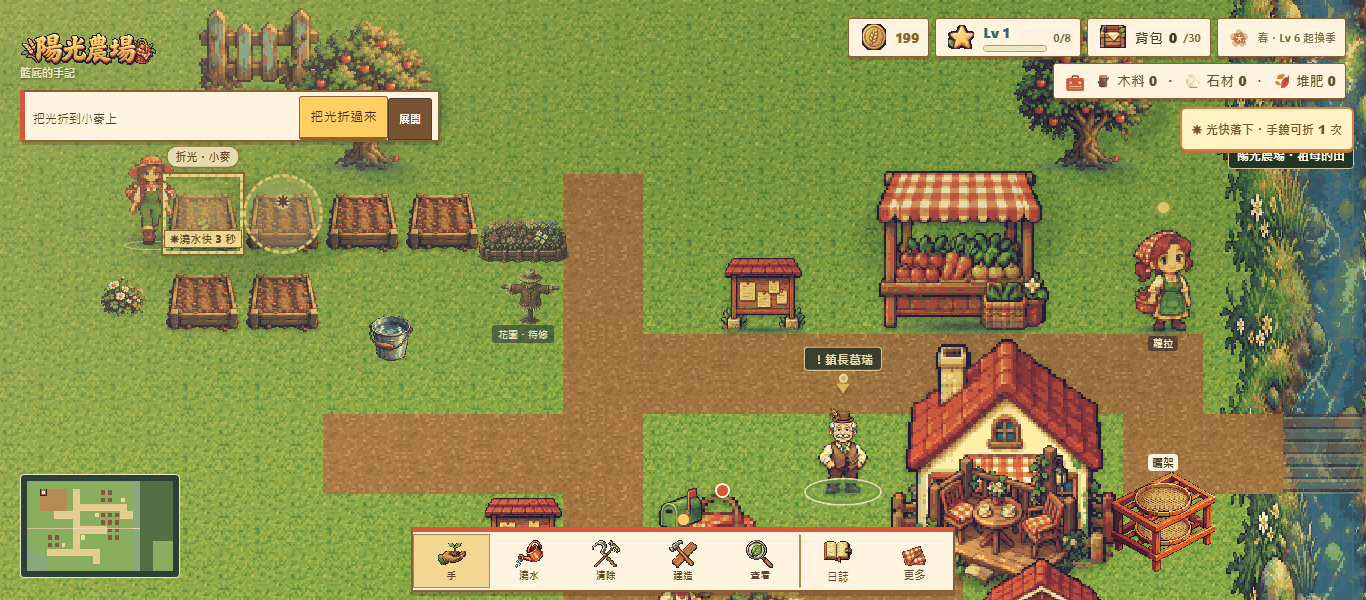 陽光農場
籃底的手記
把光折到小麥上
把光折過來
展開
199
Lv 1
0/8
背包 0 /30
春・Lv 6 起換季
木料 0 · 石材 0 · 堆肥 0
光快落下・手鏡可折 1 次
陽光農場・祖母的田
折光・小麥
澆水快 3 秒
花圃・待修
蘿拉
！鎮長葛瑞
曬架
手
澆水
清除
建造
查看
日誌
更多